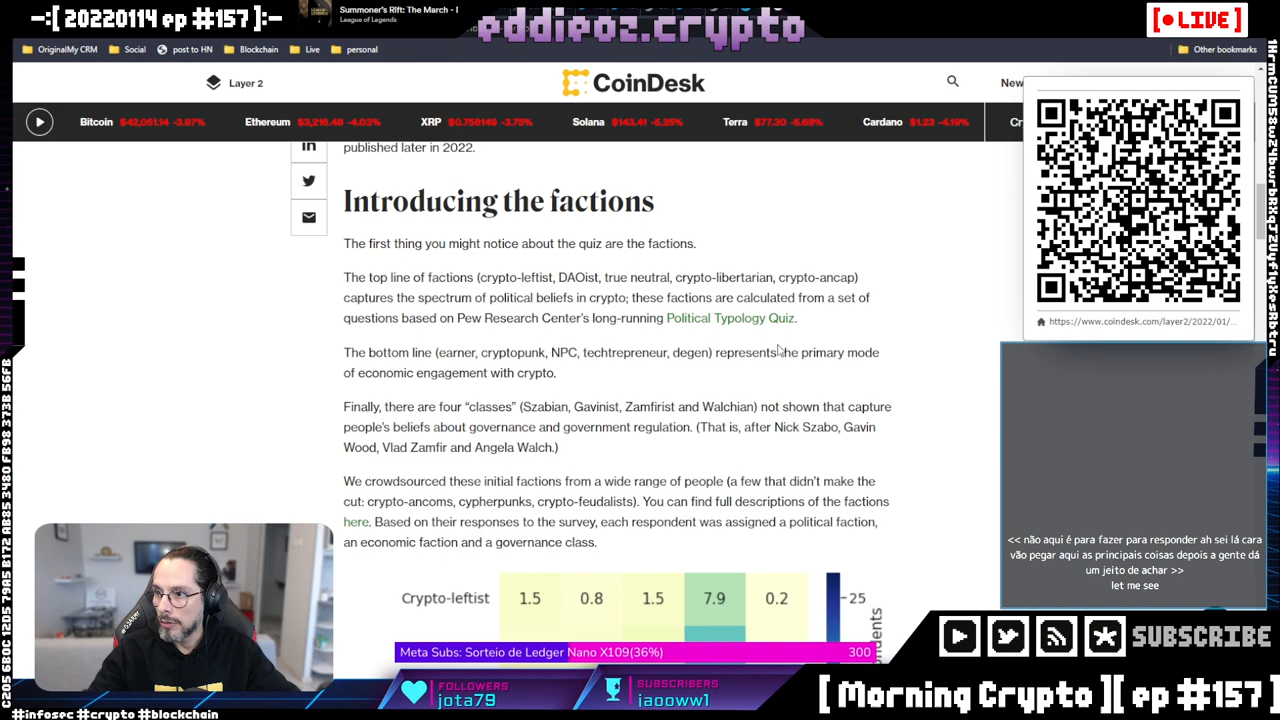 -:[ 20220114 ep #157]:-
Summoner's Rift: The March - I
League of Legends
eddieoz.crypto
[● LIVE]
OriginalMy CRM
Social
post to HN
Blockchain
Live
personal
Other bookmarks
Layer 2
CoinDesk
New
Bitcoin $42,051.14 -3.97%
Ethereum $3,216.48 -4.03%
XRP $0.758149 -3.75%
Solana $143.41 -5.25%
Terra $77.30 -5.68%
Cardano $1.23 -4.19%
Cr
published later in 2022.
Introducing the factions
The first thing you might notice about the quiz are the factions.
The top line of factions (crypto-leftist, DAOist, true neutral, crypto-libertarian, crypto-ancap)
captures the spectrum of political beliefs in crypto; these factions are calculated from a set of
questions based on Pew Research Center's long-running Political Typology Quiz.
The bottom line (earner, cryptopunk, NPC, techtrepreneur, degen) represents the primary mode
of economic engagement with crypto.
Finally, there are four “classes” (Szabian, Gavinist, Zamfirist and Walchian) not shown that capture
people's beliefs about governance and government regulation. (That is, after Nick Szabo, Gavin
Wood, Vlad Zamfir and Angela Walch.)
We crowdsourced these initial factions from a wide range of people (a few that didn't make the
cut: crypto-ancoms, cypherpunks, crypto-feudalists). You can find full descriptions of the factions
here. Based on their responses to the survey, each respondent was assigned a political faction,
an economic faction and a governance class.
Crypto-leftist 1.5 0.8 1.5 7.9 0.2
25
https://www.coindesk.com/layer2/2022/01/...
<< não aqui é para fazer para responder ah sei lá cara
vão pegar aqui as principais coisas depois a gente dá
um jeito de achar >>
let me see
Meta Subs: Sorteio de Ledger Nano X 109(36%) 300
FOLLOWERS
jota79
SUBSCRIBERS
iaooww1
SUBSCRIBE
[ Morning Crypto ][ ep #157 ]
#infosec #crypto #blockchain